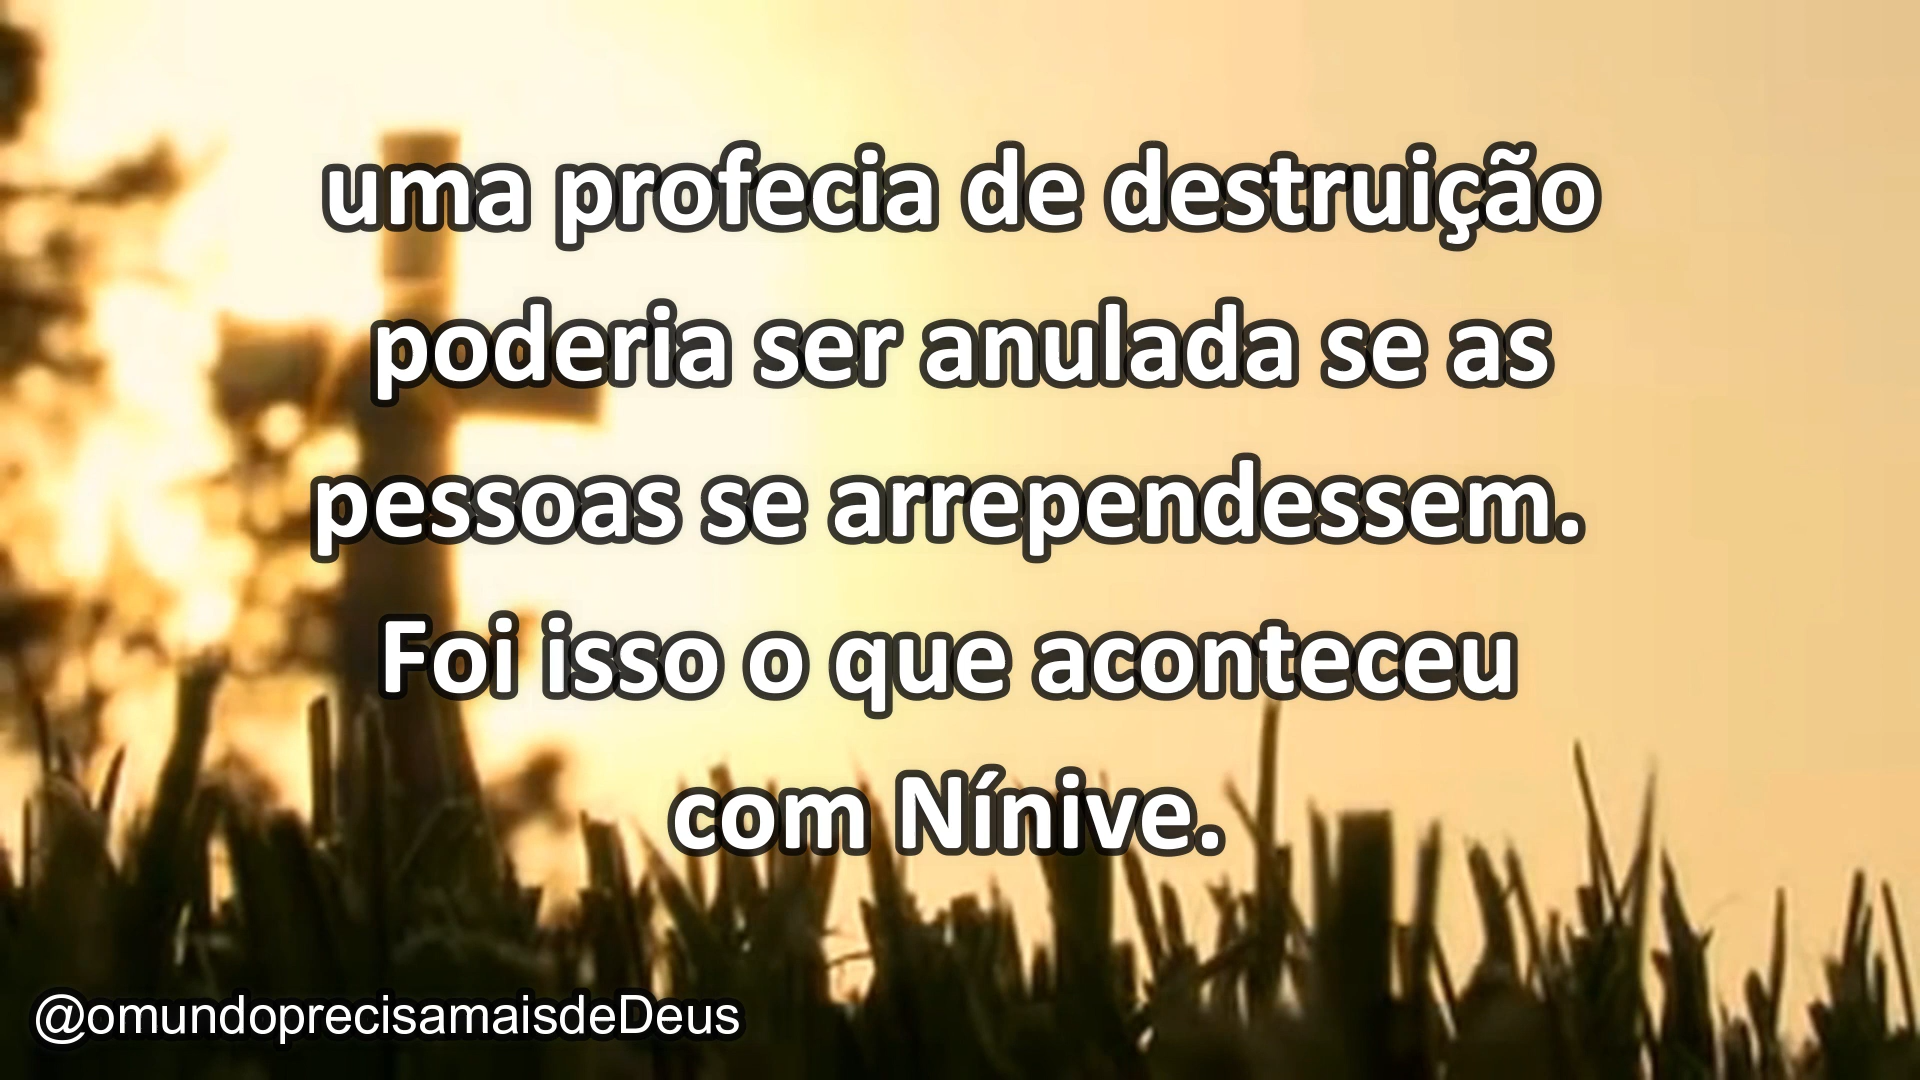 uma profecia de destruição
poderia ser anulada se as
pessoas se arrependessem.
Foi isso o que aconteceu
com Nínive.
@omundoprecisamaisdeDeus